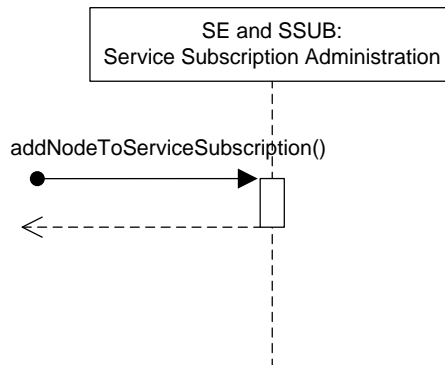 SE and SSUB:
Service Subscription Administration
addNodeToServiceSubscription()